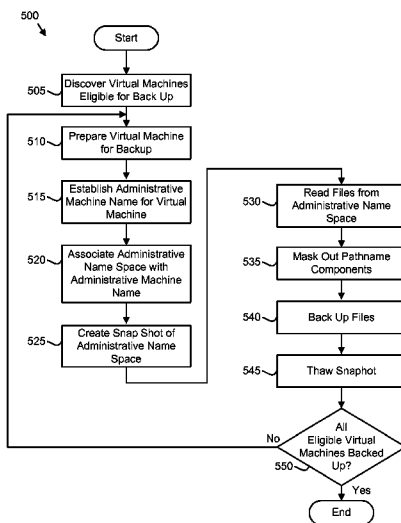 500
Start
505
Discover Virtual Machines
Eligible for Back Up
510
Prepare Virtual Machine
for Backup
515
Establish Administrative
Machine Name for Virtual
Machine
520
Associate Administrative
Name Space with
Administrative Machine
Name
525
Create Snap Shot of
Administrative Name
Space
530
Read Files from
Administrative Name
Space
535
Mask Out Pathname
Components
540
Back Up Files
545
Thaw Snaphot
All
Eligible Virtual
Machines Backed
Up?
550
No
Yes
End